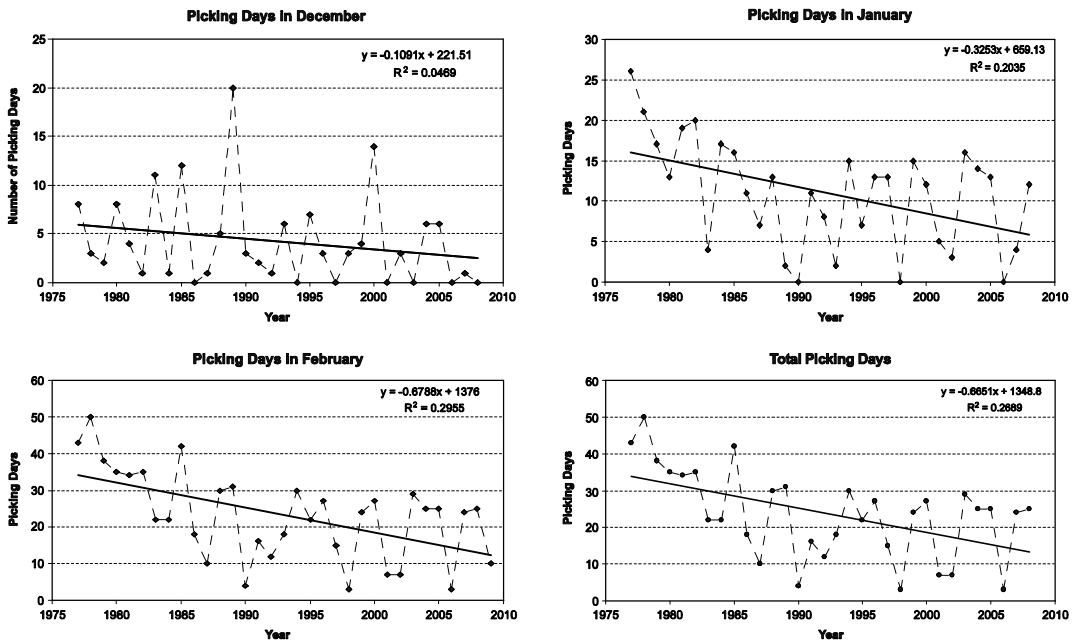 Picking Days in December
25
20
15
10
5
0
Number of Picking Days
y = -0.1091x + 221.51
R² = 0.0469
1975 1980 1985 1990 1995 2000 2005 2010
Year
Picking Days in January
30
25
20
15
10
5
0
Picking Days
y = -0.3253x + 659.13
R² = 0.2035
1975 1980 1985 1990 1995 2000 2005 2010
Year
Picking Days in February
60
50
40
30
20
10
0
Picking Days
y = -0.6788x + 1376
R² = 0.2955
1975 1980 1985 1990 1995 2000 2005 2010
Year
Total Picking Days
60
50
40
30
20
10
0
Picking Days
y = -0.6651x + 1348.8
R² = 0.2689
1975 1980 1985 1990 1995 2000 2005 2010
Year